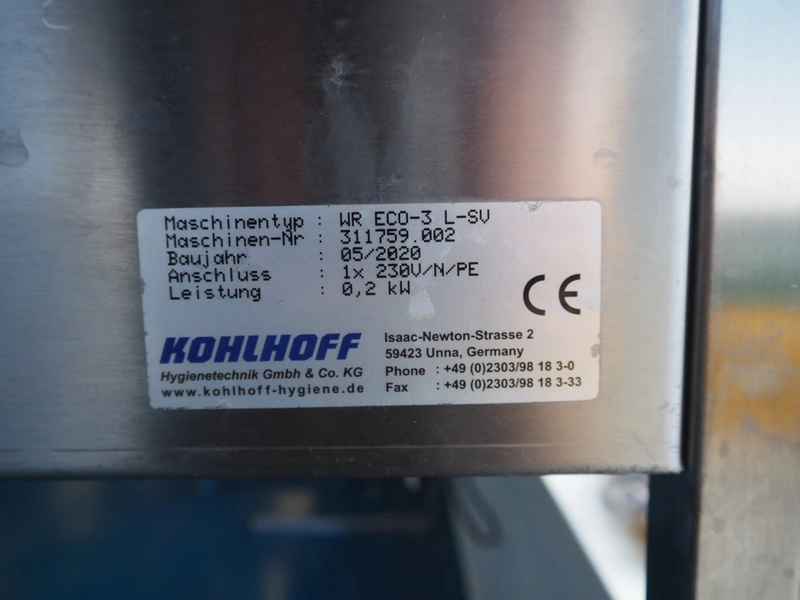 Maschinentyp : WR ECO-3 L-SV
Maschinen-Nr : 311759.002
Baujahr : 05/2020
Anschluss : 1x 230V/N/PE
Leistung : 0,2 kW
CE
KOHLHOFF
Hygienetechnik Gmbh & Co. KG
www.kohlhoff-hygiene.de
Isaac-Newton-Strasse 2
59423 Unna, Germany
Phone : +49 (0)2303/98 18 3-0
Fax : +49 (0)2303/98 18 3-33